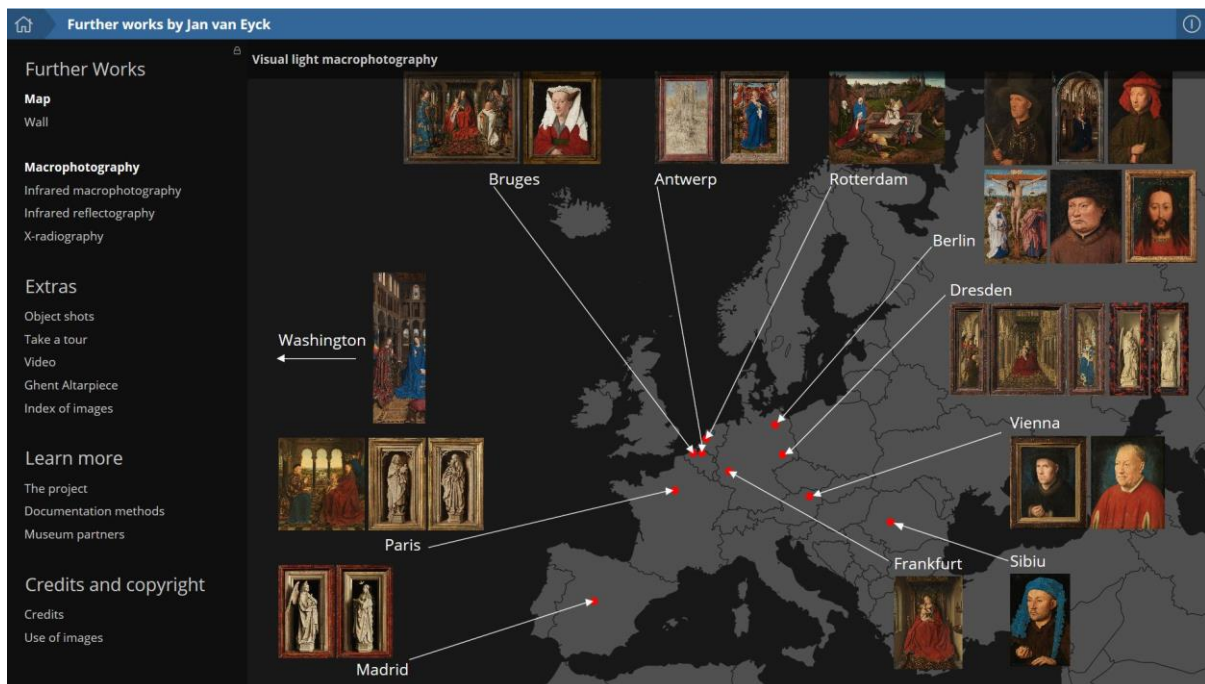 Further works by Jan van Eyck
Further Works
Map
Wall
Macrophotography
Infrared macrophotography
Infrared reflectography
X-radiography
Extras
Object shots
Take a tour
Video
Ghent Altarpiece
Index of images
Learn more
The project
Documentation methods
Museum partners
Credits and copyright
Credits
Use of images
Visual light macrophotography
Bruges
Antwerp
Rotterdam
Berlin
Dresden
Washington
Vienna
Paris
Frankfurt
Sibiu
Madrid